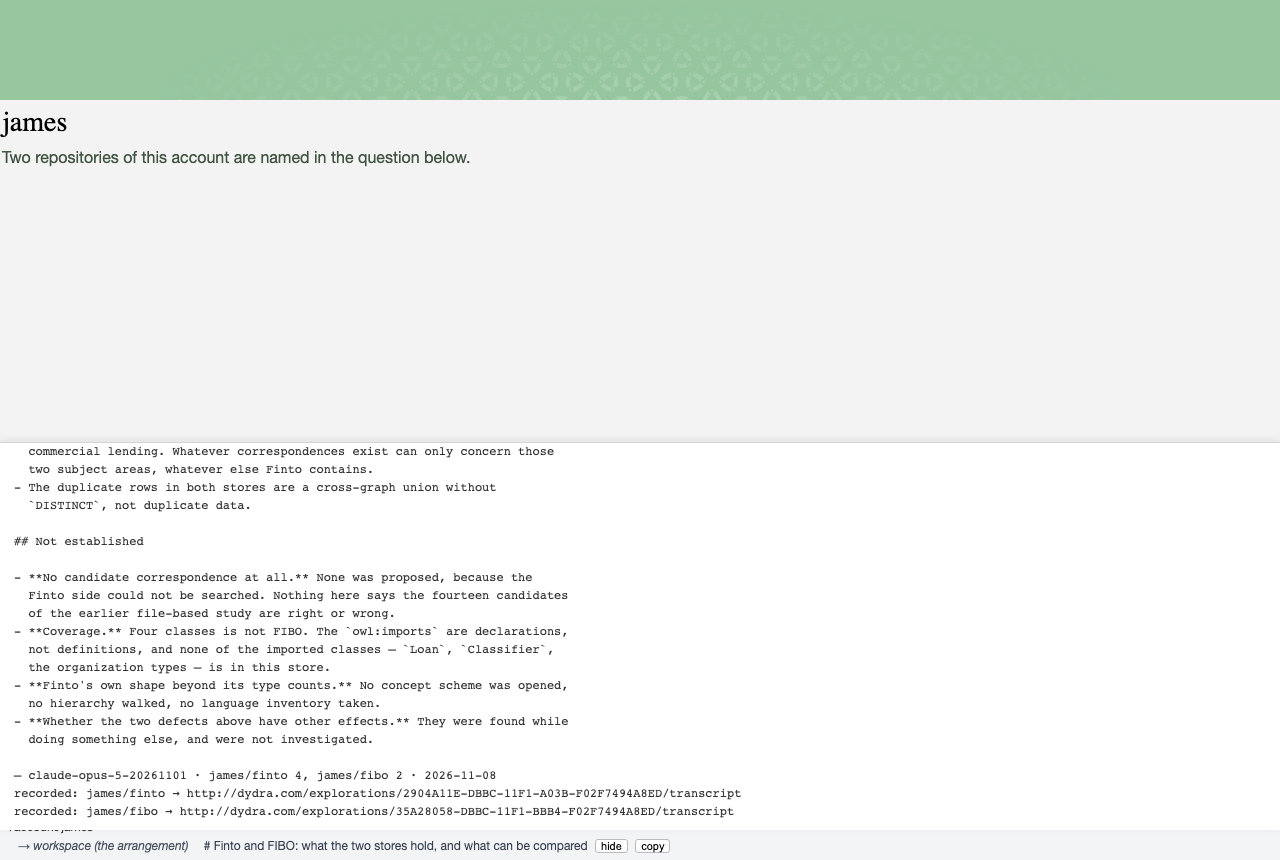 james
Two repositories of this account are named in the question below.
commercial lending. Whatever correspondences exist can only concern those
two subject areas, whatever else Finto contains.
- The duplicate rows in both stores are a cross-graph union without
`DISTINCT`, not duplicate data.
## Not established
- **No candidate correspondence at all.** None was proposed, because the
Finto side could not be searched. Nothing here says the fourteen candidates
of the earlier file-based study are right or wrong.
- **Coverage.** Four classes is not FIBO. The `owl:imports` are declarations,
not definitions, and none of the imported classes — `Loan`, `Classifier`,
the organization types — is in this store.
- **Finto's own shape beyond its type counts.** No concept scheme was opened,
no hierarchy walked, no language inventory taken.
- **Whether the two defects above have other effects.** They were found while
doing something else, and were not investigated.
— claude-opus-5-20261101 · james/finto 4, james/fibo 2 · 2026-11-08
recorded: james/finto → http://dydra.com/explorations/2904A11E-DBBC-11F1-A03B-F02F7494A8ED/transcript
recorded: james/fibo → http://dydra.com/explorations/35A28058-DBBC-11F1-BBB4-F02F7494A8ED/transcript
→ workspace (the arrangement) # Finto and FIBO: what the two stores hold, and what can be compared hide copy